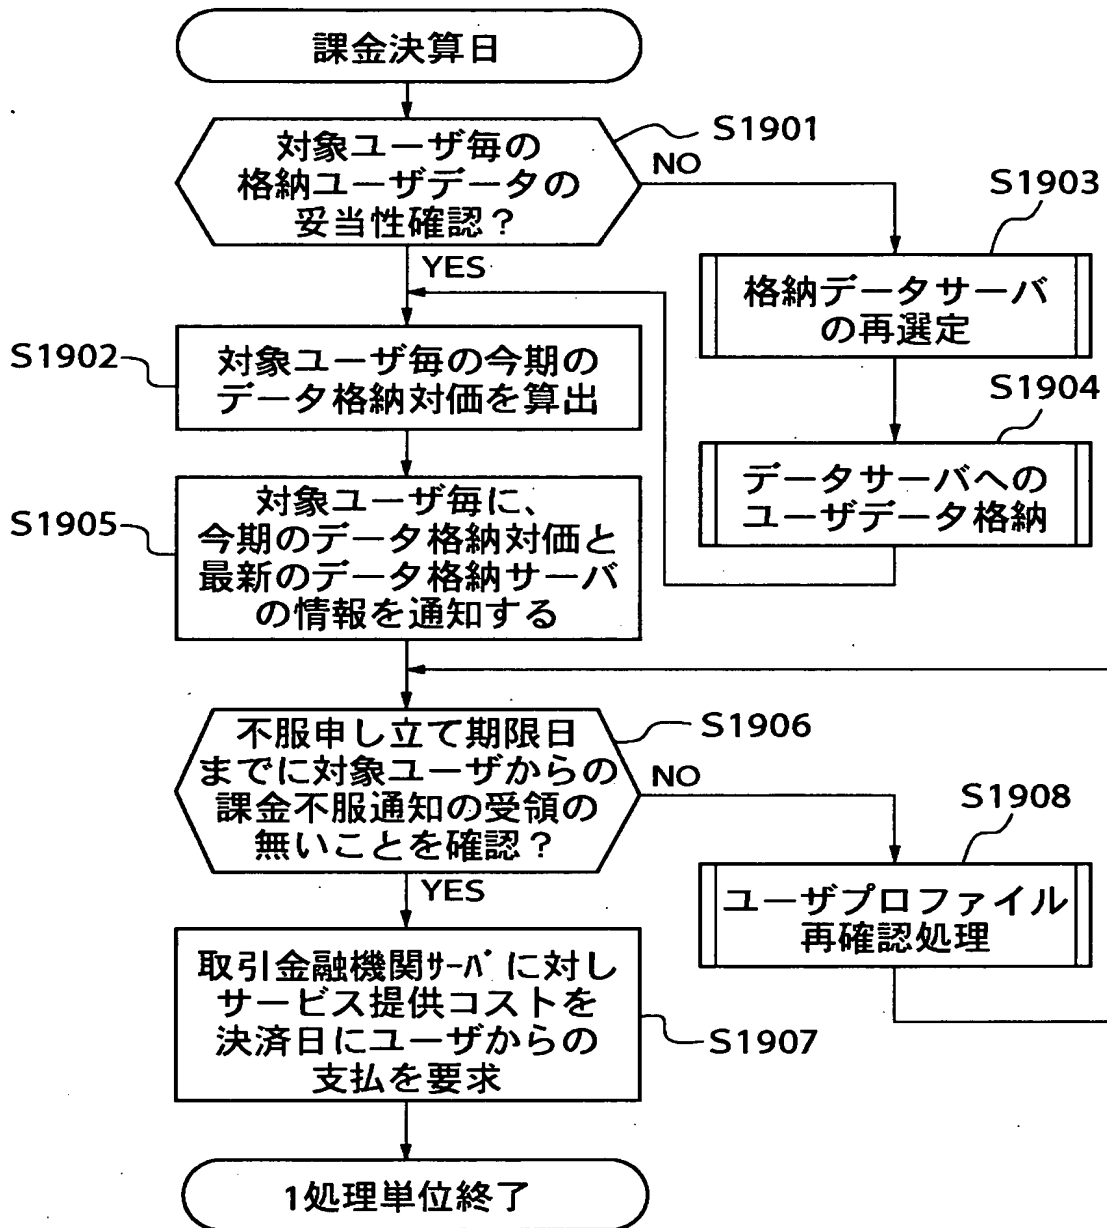 課金決算日
対象ユーザ毎の
格納ユーザデータの
妥当性確認？
S1901
NO
YES
S1903
格納データサーバ
の再選定
S1902
対象ユーザ毎の今期の
データ格納対価を算出
S1904
データサーバへの
ユーザデータ格納
S1905
対象ユーザ毎に、
今期のデータ格納対価と
最新のデータ格納サーバ
の情報を通知する
不服申し立て期限日
までに対象ユーザからの
課金不服通知の受領の
無いことを確認？
S1906
NO
YES
S1908
ユーザプロファイル
再確認処理
取引金融機関ｻｰﾊﾞに対し
サービス提供コストを
決済日にユーザからの
支払を要求
S1907
1処理単位終了